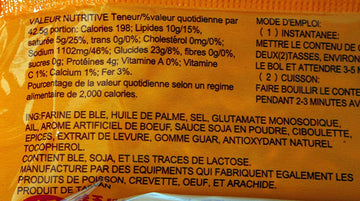 VALEUR NUTRITIVE Teneur/%valeur quotidienne par
42.5g portion: Calories 198; Lipides 10g/15%,
saturée 5g/25%, trans 0g/0%; Cholestérol 0mg/0%;
Sodium 1102mg/46%; Glucides 23g/8%, fibres 0g/0%,
sucres 0g; Protéines 4g; Vitamine A 0%; Vitamine
C 1%; Calcium 1%; Fer 3%.
Pourcentage de la valeur quotidienne selon un regime
alimentaire de 2,000 calories.
MODE D'EMPLOI:
( 1 ) INSTANTANEE:
METTRE LE CONTENU DE
DEUX(2)TASSES, ENVIRON
LE BOL ET ATTENDRE 3-5
( 2 ) CUISSON:
FAIRE BOUILLIR LE CONTE
PENDANT 2-3 MINUTES AU
ING:FARINE DE BLE, HUILE DE PALME, SEL, GLUTAMATE MONOSODIQUE,
AIL, AROME ARTIFICIEL DE BOEUF, SAUCE SOJA EN POUDRE, CIBOULETTE,
EPICES, EXTRAIT DE LEVURE, GOMME GUAR, ANTIOXYDANT NATUREL
TOCOPHEROL.
CONTIENT BLE, SOJA, ET LES TRACES DE LACTOSE.
MANUFACTURE PAR DES EQUIPMENTS QUI FABRIQUENT EGALEMENT LES
PRODUITS DE POISSON, CREVETTE, OEUF, ET ARACHIDE.
PRODUIT DE TAIWAN